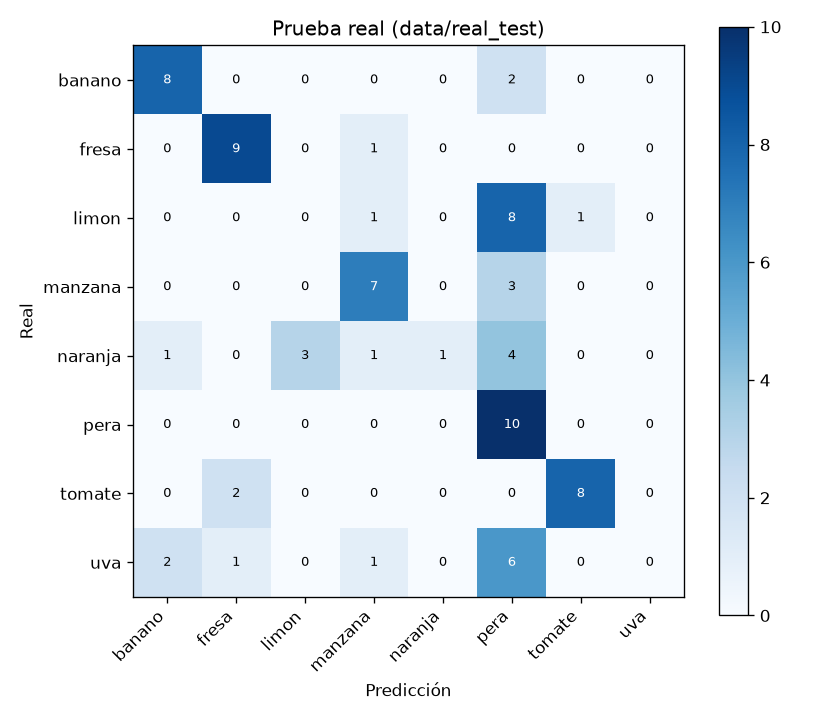 Prueba real (data/real_test)
10
banano 8 0 0 0 0 2 0 0
8
fresa 0 9 0 1 0 0 0 0
limon 0 0 0 1 0 8 1 0
6
manzana 0 0 0 7 0 3 0 0
Real
naranja 1 0 3 1 1 4 0 0
4
pera 0 0 0 0 0 10 0 0
tomate 0 2 0 0 0 0 8 0
2
uva 2 1 0 1 0 6 0 0
0
banano fresa limon manzana naranja pera tomate uva
Predicción